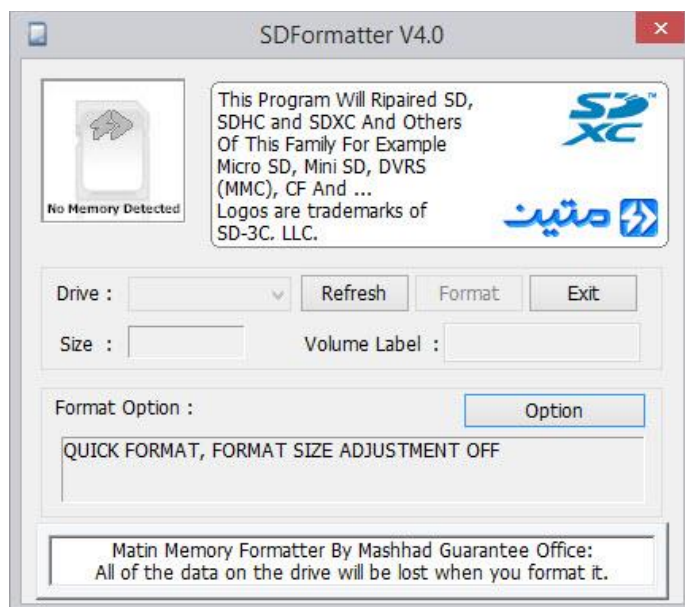 SDFormatter V4.0
No Memory Detected
This Program Will Ripaired SD,
SDHC and SDXC And Others
Of This Family For Example
Micro SD, Mini SD, DVRS
(MMC), CF And ...
Logos are trademarks of
SD-3C, LLC.
SD XC™
متین
Drive :
Refresh
Format
Exit
Size :
Volume Label :
Format Option :
Option
QUICK FORMAT, FORMAT SIZE ADJUSTMENT OFF
Matin Memory Formatter By Mashhad Guarantee Office:
All of the data on the drive will be lost when you format it.